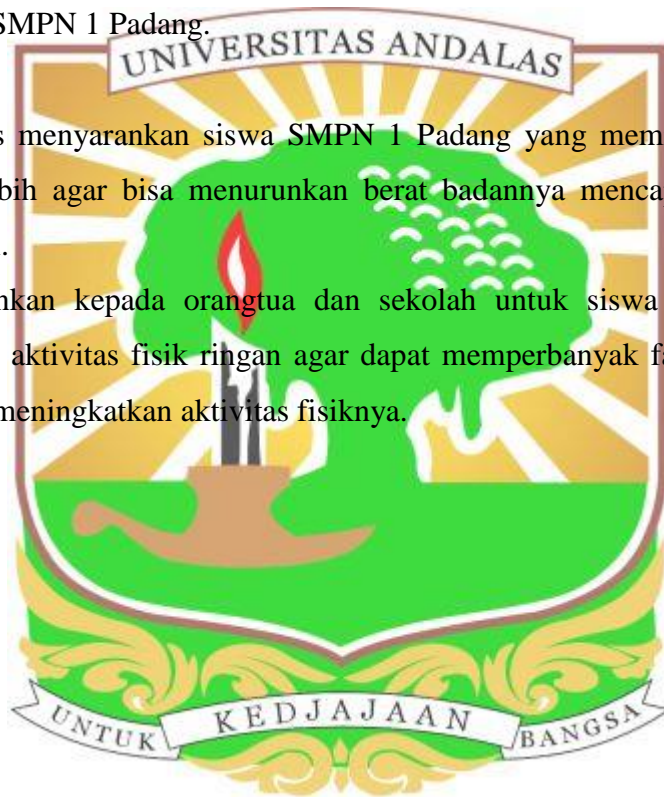 SMPN 1 Padang.
UNIVERSITAS ANDALAS
s menyarankan siswa SMPN 1 Padang yang mem
bih agar bisa menurunkan berat badannya menca
.
nkan kepada orangtua dan sekolah untuk siswa
aktivitas fisik ringan agar dapat memperbanyak fa
meningkatkan aktivitas fisiknya.
UNTUK KEDJAJAAN BANGSA